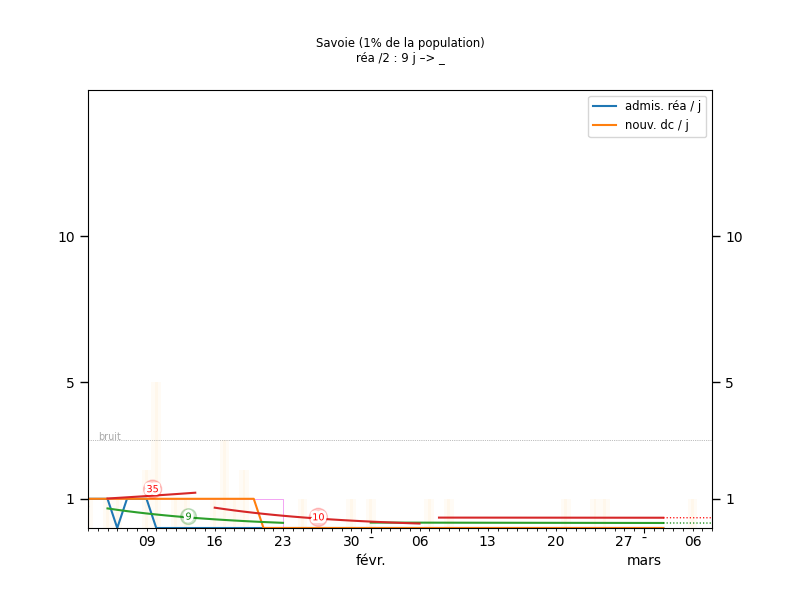 Savoie (1% de la population)
réa /2 : 9 j –> _
admis. réa / j
nouv. dc / j
10
10
5
5
bruit
35
1
1
9
10
09
16
23
30
-
06
13
20
27
-
06
févr.
mars